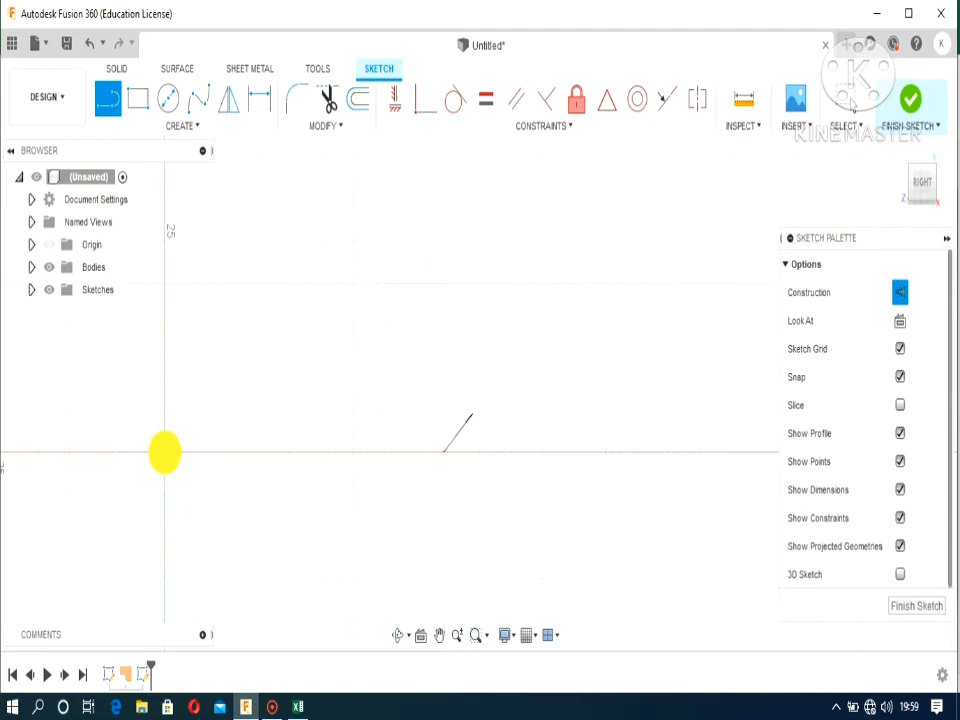 Autodesk Fusion 360 (Education License)
Untitled*
K
SOLID SURFACE SHEET METAL TOOLS SKETCH
DESIGN
CREATE MODIFY CONSTRAINTS INSPECT INSERT SELECT FINISH SKETCH
K
KINEMASTER
BROWSER
(Unsaved)
Document Settings
Named Views
Origin
Bodies
Sketches
25
RIGHT
Z
SKETCH PALETTE
Options
Construction
Look At
Sketch Grid
Snap
Slice
Show Profile
Show Points
Show Dimensions
Show Constraints
Show Projected Geometries
3D Sketch
Finish Sketch
COMMENTS
19:59